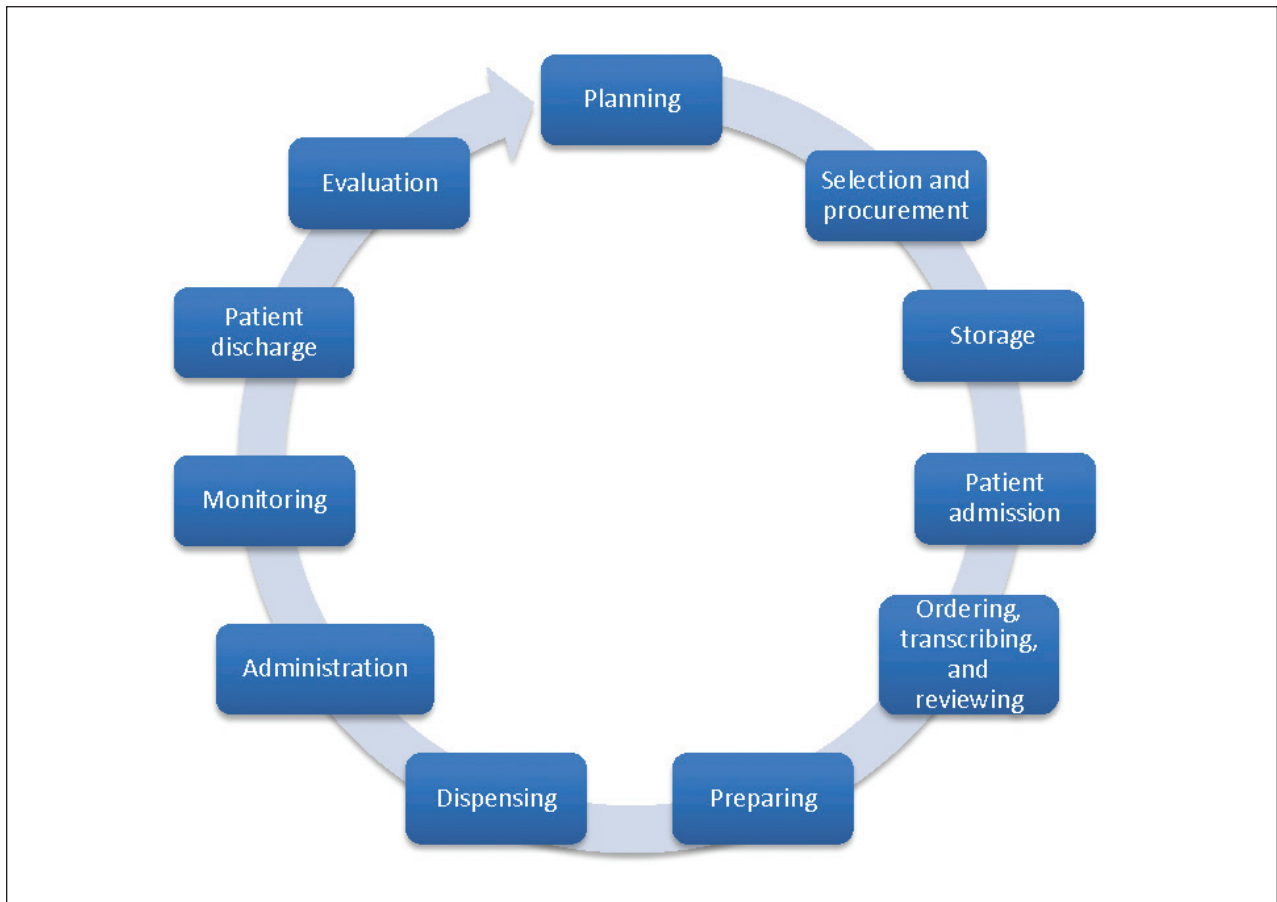 Planning
Selection and
procurement
Storage
Patient
admission
Ordering,
transcribing,
and
reviewing
Preparing
Dispensing
Administration
Monitoring
Patient
discharge
Evaluation